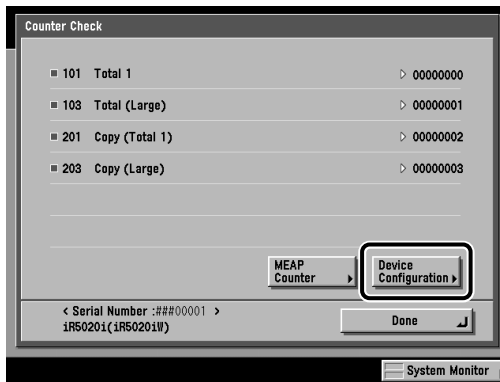 Counter Check
101 Total 1 00000000
103 Total (Large) 00000001
201 Copy (Total 1) 00000002
203 Copy (Large) 00000003
MEAP Counter
Device Configuration
< Serial Number :###00001 >
iR5020i(iR5020iW)
Done
System Monitor